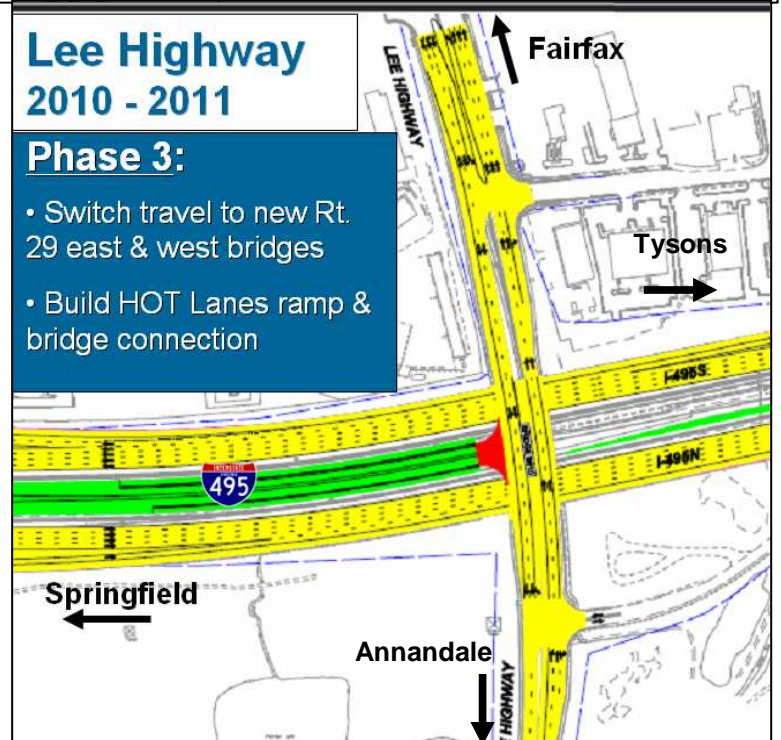 Lee Highway
2010 - 2011
Phase 3:
• Switch travel to new Rt.
29 east & west bridges
• Build HOT Lanes ramp &
bridge connection
LEE HIGHWAY
Fairfax
Tysons
I-495S
INTERSTATE
495
I-495N
Springfield
Annandale
HIGHWAY